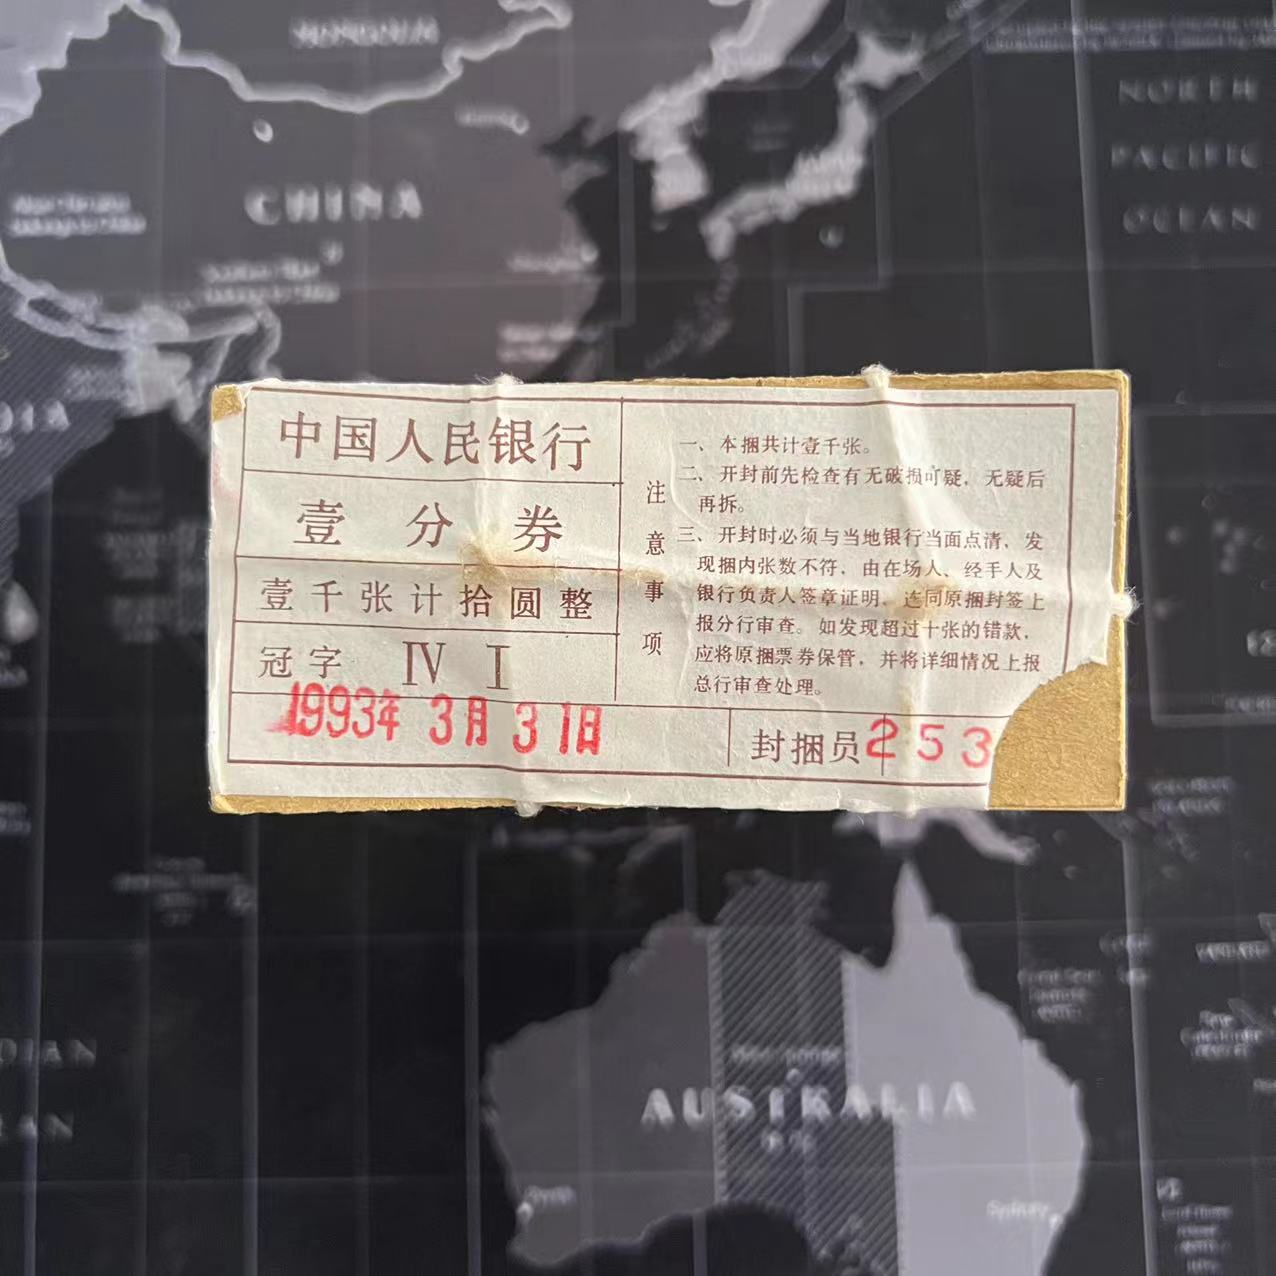 中国人民银行
壹分券
壹千张计拾圆整
冠字 IV I
1993年3月31日
注意事项
一、本捆共计壹千张。
二、开封前先检查有无破损可疑，无疑后
再拆。
三、开封时必须与当地银行当面点清，发
现捆内张数不符，由在场人、经手人及
银行负责人签章证明，连同原捆封签上
报分行审查。如发现超过十张的错款，
应将原捆票券保管，并将详细情况上报
总行审查处理。
封捆员253
CHINA
NORTH
PACIFIC
OCEAN
AUSTRALIA
Sydney